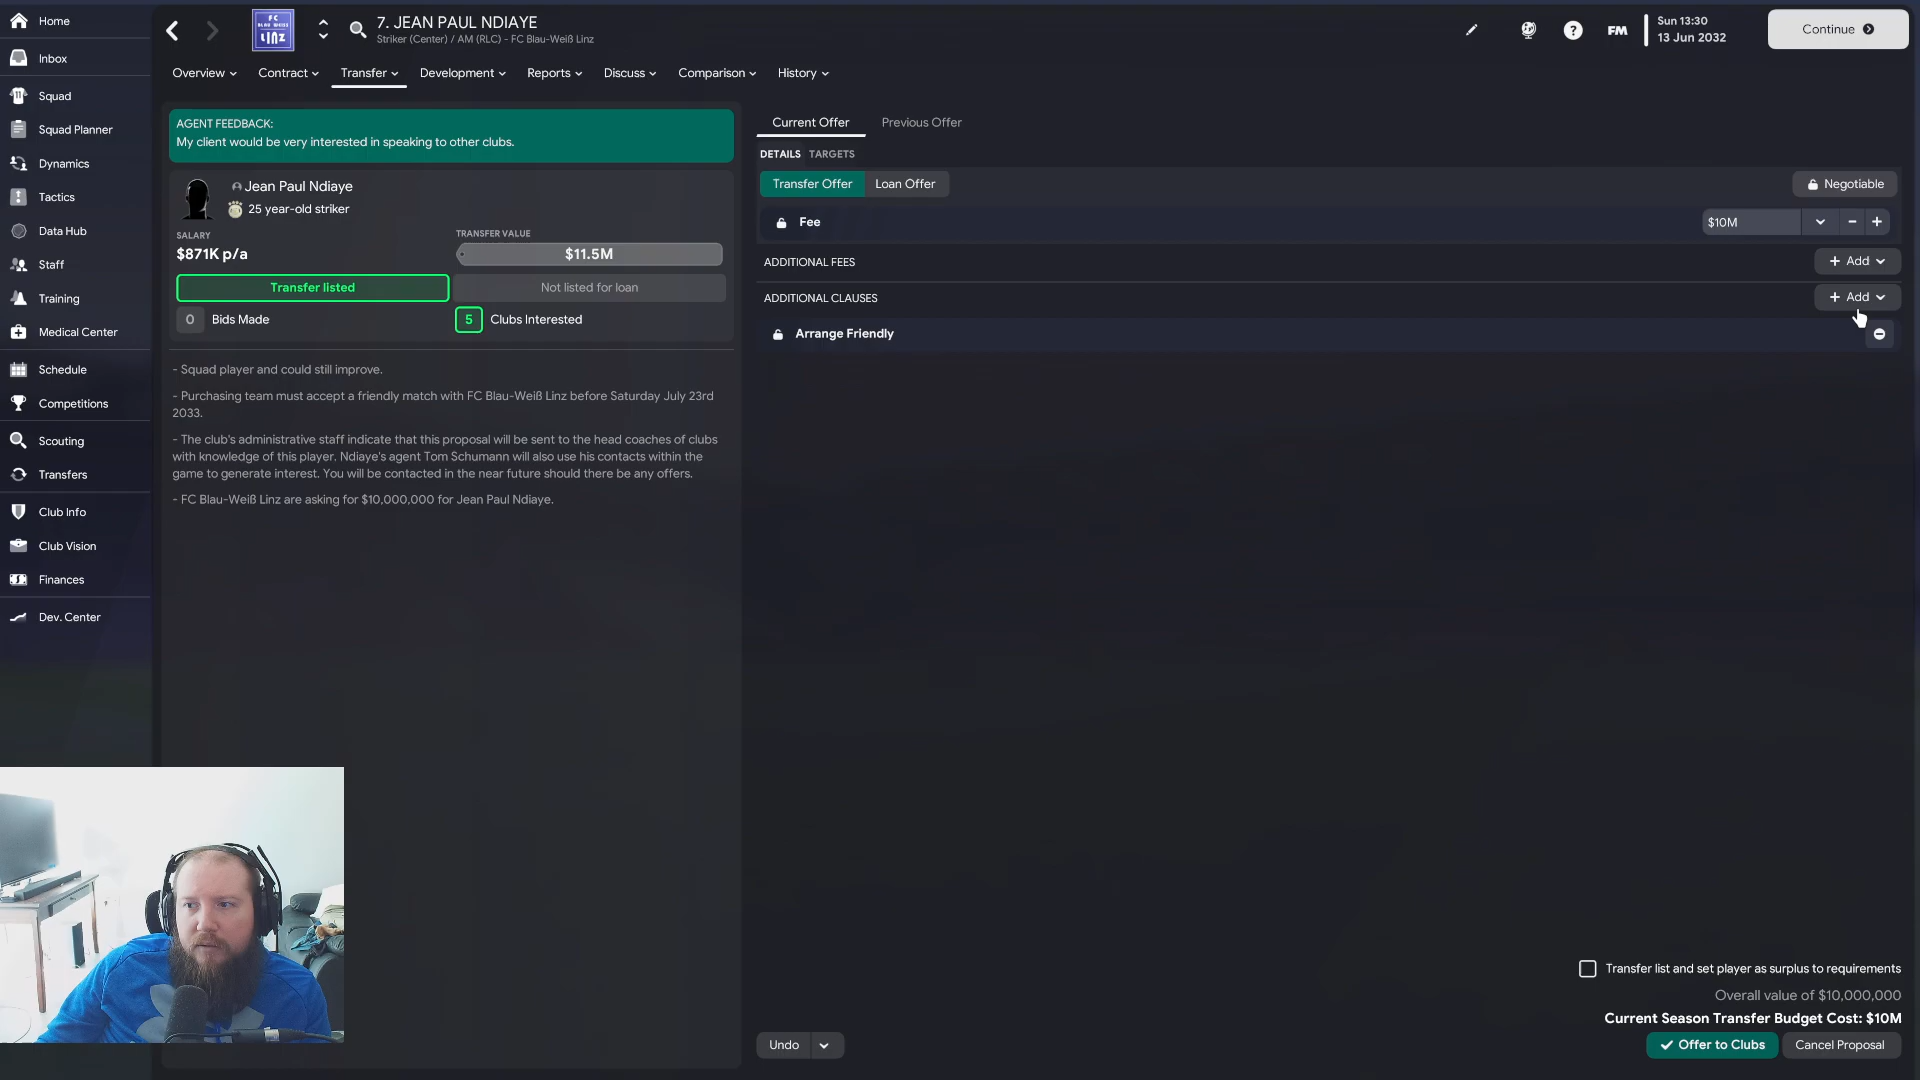 Home
Inbox
Squad
Squad Planner
Dynamics
Tactics
Data Hub
Staff
Training
Medical Center
Schedule
Competitions
Scouting
Transfers
Club Info
Club Vision
Finances
Dev. Center
FC
BLAU WEISS
LINZ
7. JEAN PAUL NDIAYE
Striker (Center) / AM (RLC) - FC Blau-Weiß Linz
FM
Sun 13:30
13 Jun 2032
Continue
Overview
Contract
Transfer
Development
Reports
Discuss
Comparison
History
AGENT FEEDBACK:
My client would be very interested in speaking to other clubs.
Jean Paul Ndiaye
25 year-old striker
SALARY
$871K p/a
TRANSFER VALUE
$11.5M
Transfer listed
Not listed for loan
0 Bids Made
5 Clubs Interested
- Squad player and could still improve.
- Purchasing team must accept a friendly match with FC Blau-Weiß Linz before Saturday July 23rd
2033.
- The club's administrative staff indicate that this proposal will be sent to the head coaches of clubs
with knowledge of this player. Ndiaye's agent Tom Schumann will also use his contacts within the
game to generate interest. You will be contacted in the near future should there be any offers.
- FC Blau-Weiß Linz are asking for $10,000,000 for Jean Paul Ndiaye.
Current Offer
Previous Offer
DETAILS
TARGETS
Transfer Offer
Loan Offer
Negotiable
Fee
$10M
ADDITIONAL FEES
+ Add
ADDITIONAL CLAUSES
+ Add
Arrange Friendly
Transfer list and set player as surplus to requirements
Overall value of $10,000,000
Current Season Transfer Budget Cost: $10M
Undo
Offer to Clubs
Cancel Proposal